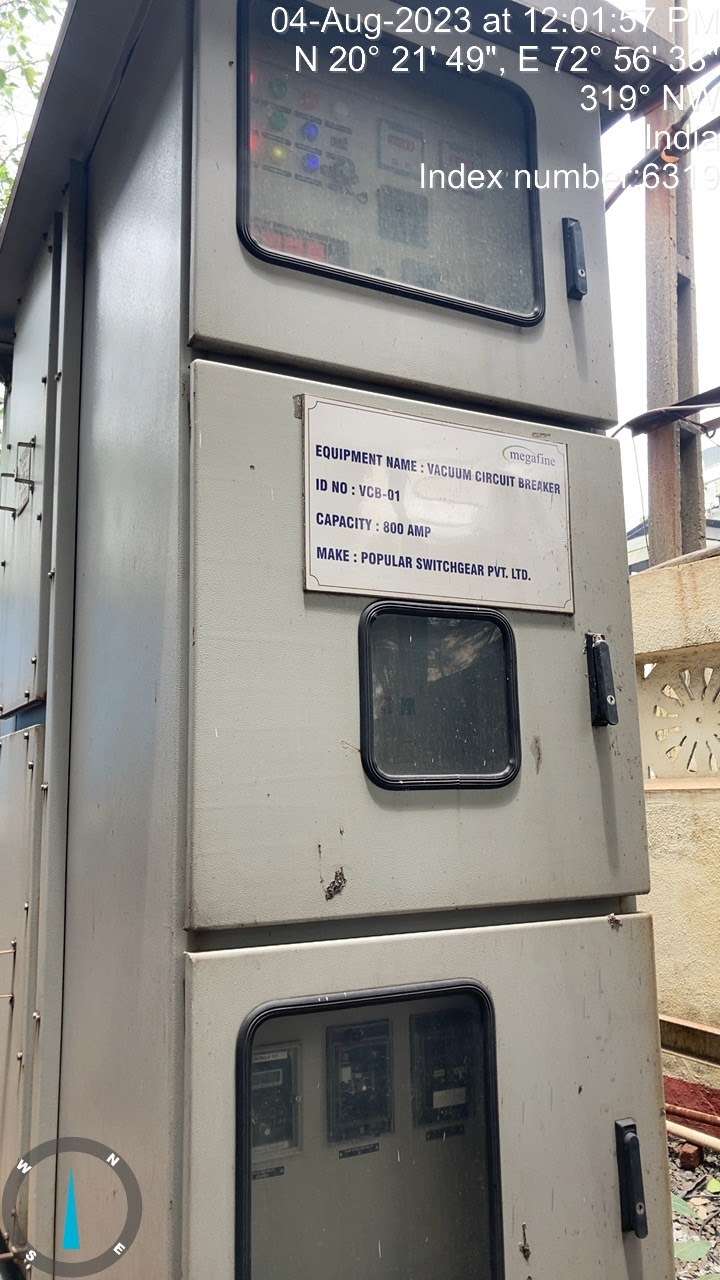 04-Aug-2023 at 12:01:57 PM
N 20° 21' 49", E 72° 56' 33"
319° NW
India
Index number:6319
megafine
EQUIPMENT NAME : VACUUM CIRCUIT BREAKER
ID NO : VCB-01
CAPACITY : 800 AMP
MAKE : POPULAR SWITCHGEAR PVT. LTD.
N
W
E
S